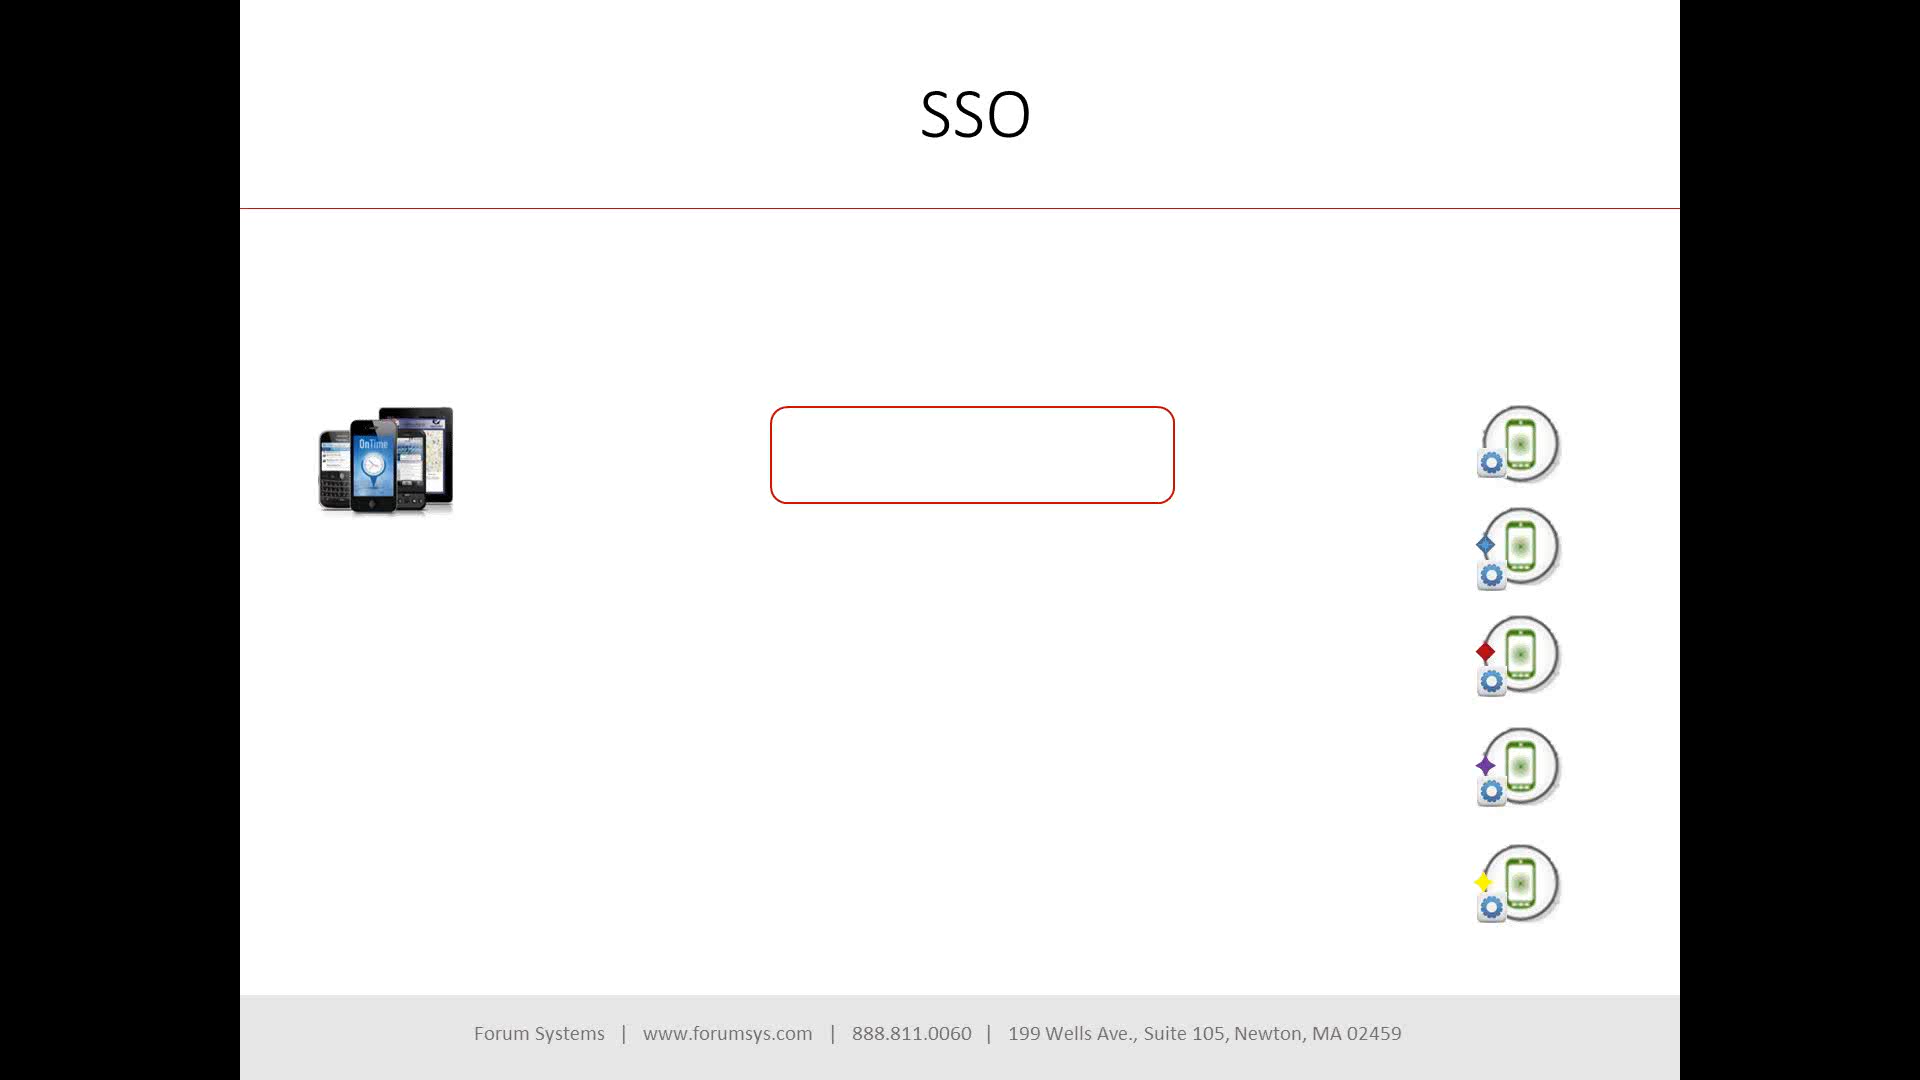 SSO
OnTime
Forum Systems | www.forumsys.com | 888.811.0060 | 199 Wells Ave., Suite 105, Newton, MA 02459